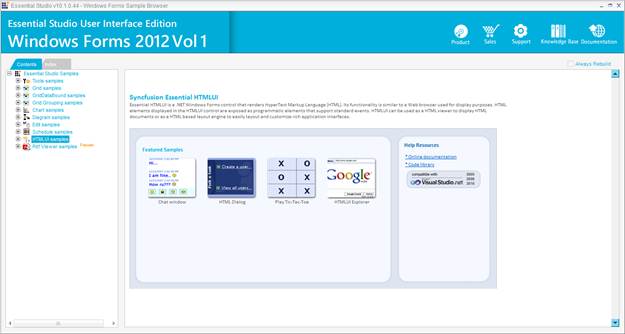 Essential Studio v10.1.0.44 - Windows Forms Sample Browser
Essential Studio User Interface Edition
Windows Forms 2012 Vol 1
Product
Sales
Support
Knowledge Base
Documentation
Contents
Index
Always Rebuild
Essential Studio Samples
Tools samples
Grid samples
GridDataBound samples
Grid Grouping samples
Chart samples
Diagram samples
Edit samples
Schedule samples
HTMLUI samples
Pdf Viewer samples
Syncfusion Essential HTMLUI
Essential HTMLUI is a .NET Windows Forms control that renders HyperText Markup Language (HTML). Its functionality is similar to a Web browser used for display purposes. HTML
elements displayed in the HTMLUI control are exposed as programmable elements that support standard events. HTMLUI can be used as a HTML viewer to display HTML
documents or as a HTML based layout engine to easily layout and customize rich application interfaces.
Featured Samples
Hi...
I am fine..
How r u???
Create a user...
View all users...
X X
O X
X O O
Google
Chat window
HTML Dialog
Play Tic-Tac-Toe
HTMLUI Explorer
Help Resources
Online documentation
Code library
compatible with
Visual Studio.net
2005
2008
2010